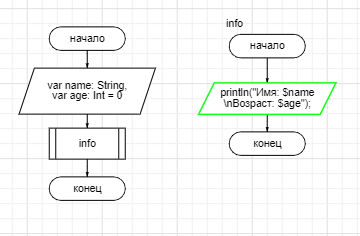 начало
var name: String,
var age: Int = 0
info
конец
info
начало
println("Имя: $name
\nВозраст: $age");
конец